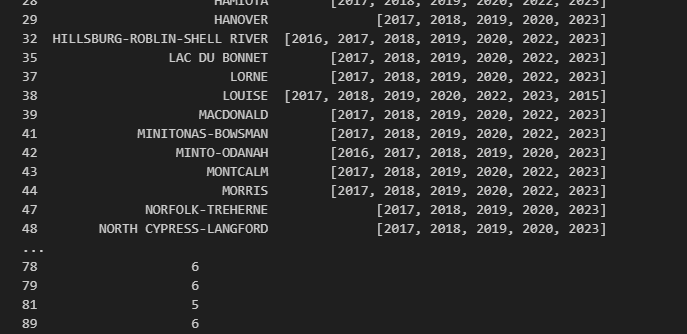 28 HAMIOTA [2017, 2018, 2019, 2020, 2022, 2023]
29 HANOVER [2017, 2018, 2019, 2020, 2023]
32 HILLSBURG-ROBLIN-SHELL RIVER [2016, 2017, 2018, 2019, 2020, 2022, 2023]
35 LAC DU BONNET [2017, 2018, 2019, 2020, 2022, 2023]
37 LORNE [2017, 2018, 2019, 2020, 2022, 2023]
38 LOUISE [2017, 2018, 2019, 2020, 2022, 2023, 2015]
39 MACDONALD [2017, 2018, 2019, 2020, 2022, 2023]
41 MINITONAS-BOWSMAN [2017, 2018, 2019, 2020, 2022, 2023]
42 MINTO-ODANAH [2016, 2017, 2018, 2019, 2020, 2023]
43 MONTCALM [2017, 2018, 2019, 2020, 2022, 2023]
44 MORRIS [2017, 2018, 2019, 2020, 2022, 2023]
47 NORFOLK-TREHERNE [2017, 2018, 2019, 2020, 2023]
48 NORTH CYPRESS-LANGFORD [2017, 2018, 2019, 2020, 2023]
...
78 6
79 6
81 5
89 6